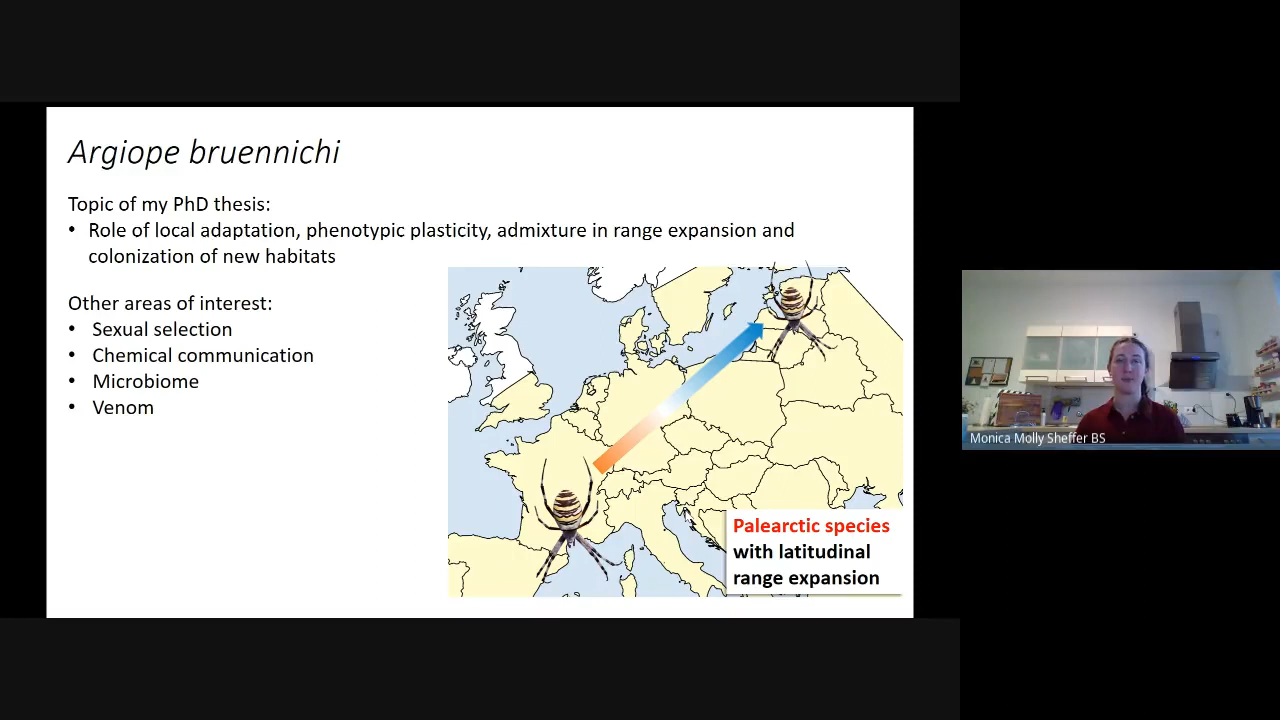 Argiope bruennichi
Topic of my PhD thesis:
• Role of local adaptation, phenotypic plasticity, admixture in range expansion and
colonization of new habitats
Other areas of interest:
• Sexual selection
• Chemical communication
• Microbiome
• Venom
Palearctic species
with latitudinal
range expansion
Monica Molly Sheffer BS